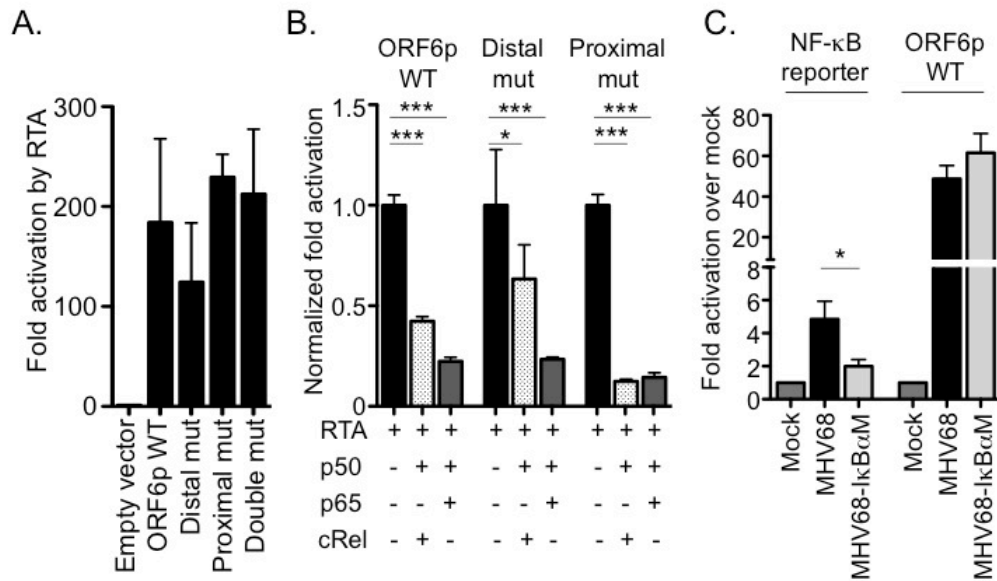 A.
Fold activation by RTA
300
200
100
0
Empty vector
ORF6p WT
Distal mut
Proximal mut
Double mut
B.
ORF6p WT
Distal mut
Proximal mut
*** *** ***
*** * ***
Normalized fold activation
1.5
1.0
0.5
0
RTA + + + + + + + + +
p50 - + + - + + - + +
p65 - - + - - + - - +
cRel - + - - + - - + -
C.
NF-κB reporter
ORF6p WT
Fold activation over mock
80
60
40
20
8
6
4
2
0
*
Mock
MHV68
MHV68-IκBαM
Mock
MHV68
MHV68-IκBαM